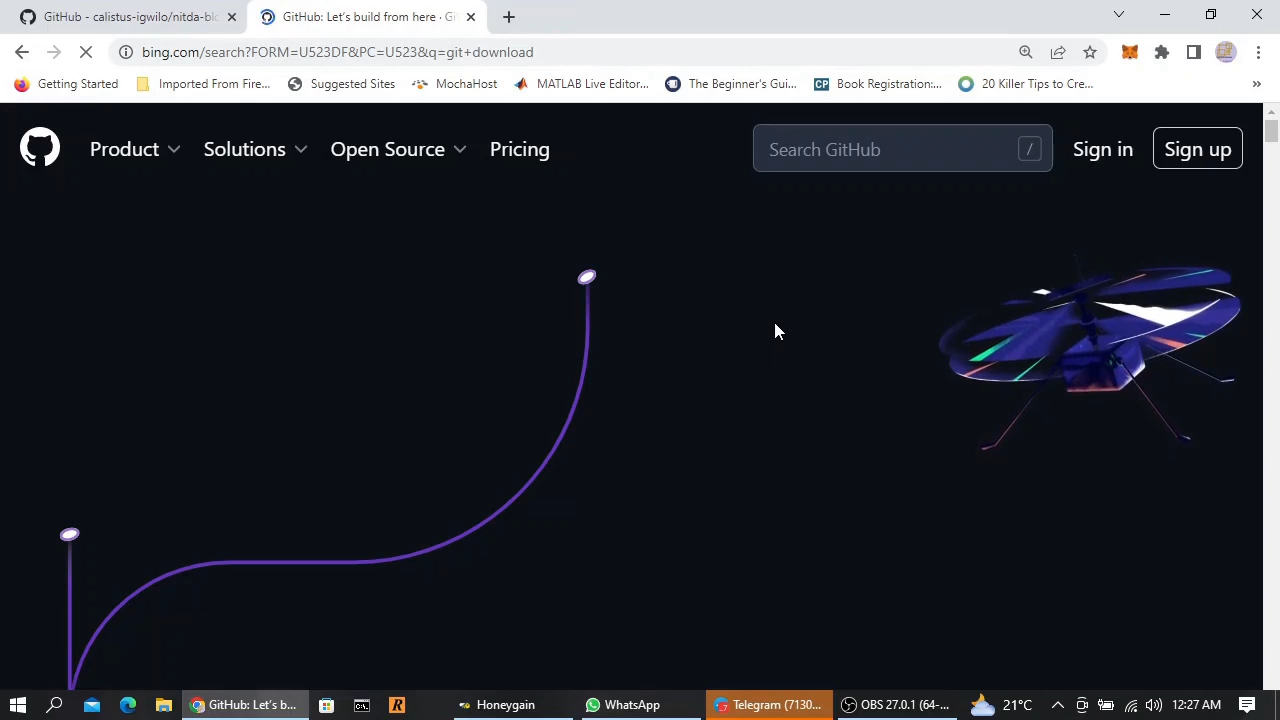 GitHub - calistus-igwilo/nitda-blo
GitHub: Let's build from here · Gi
bing.com/search?FORM=U523DF&PC=U523&q=git+download
Getting Started
Imported From Fire...
Suggested Sites
MochaHost
MATLAB Live Editor...
The Beginner's Gui...
CP
Book Registration:...
20 Killer Tips to Cre...
»
Product
Solutions
Open Source
Pricing
Search GitHub
/
Sign in
Sign up
GitHub: Let's b...
R
Honeygain
WhatsApp
Telegram (7130...
OBS 27.0.1 (64-...
21°C
12:27 AM